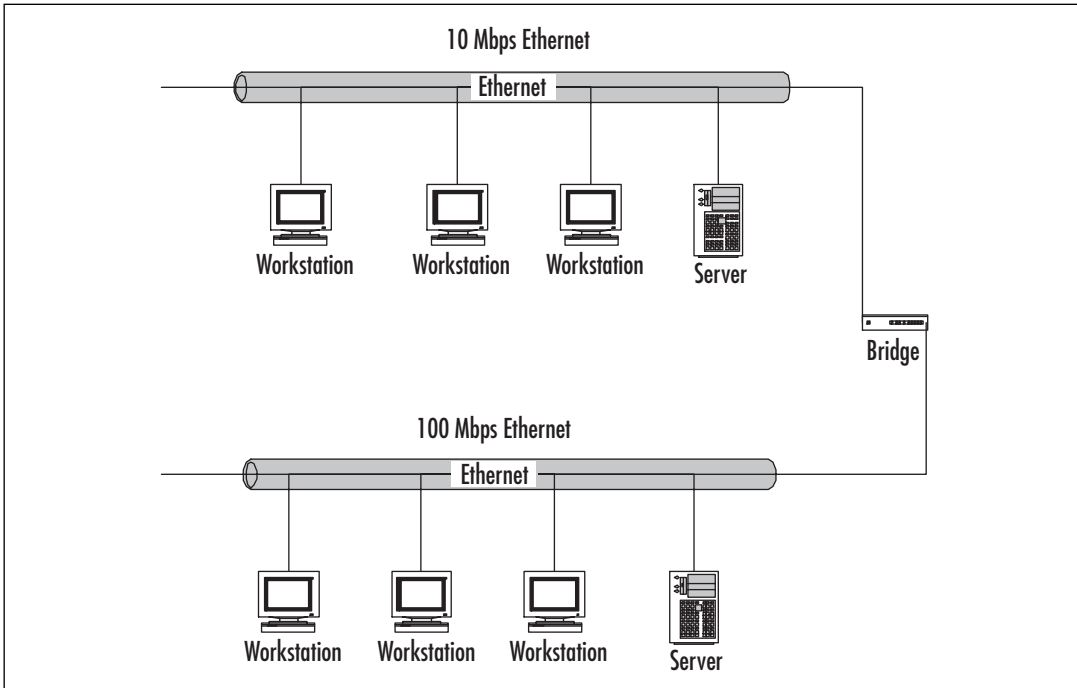 10 Mbps Ethernet
Ethernet
Workstation
Workstation
Workstation
Server
Bridge
100 Mbps Ethernet
Ethernet
Workstation
Workstation
Workstation
Server